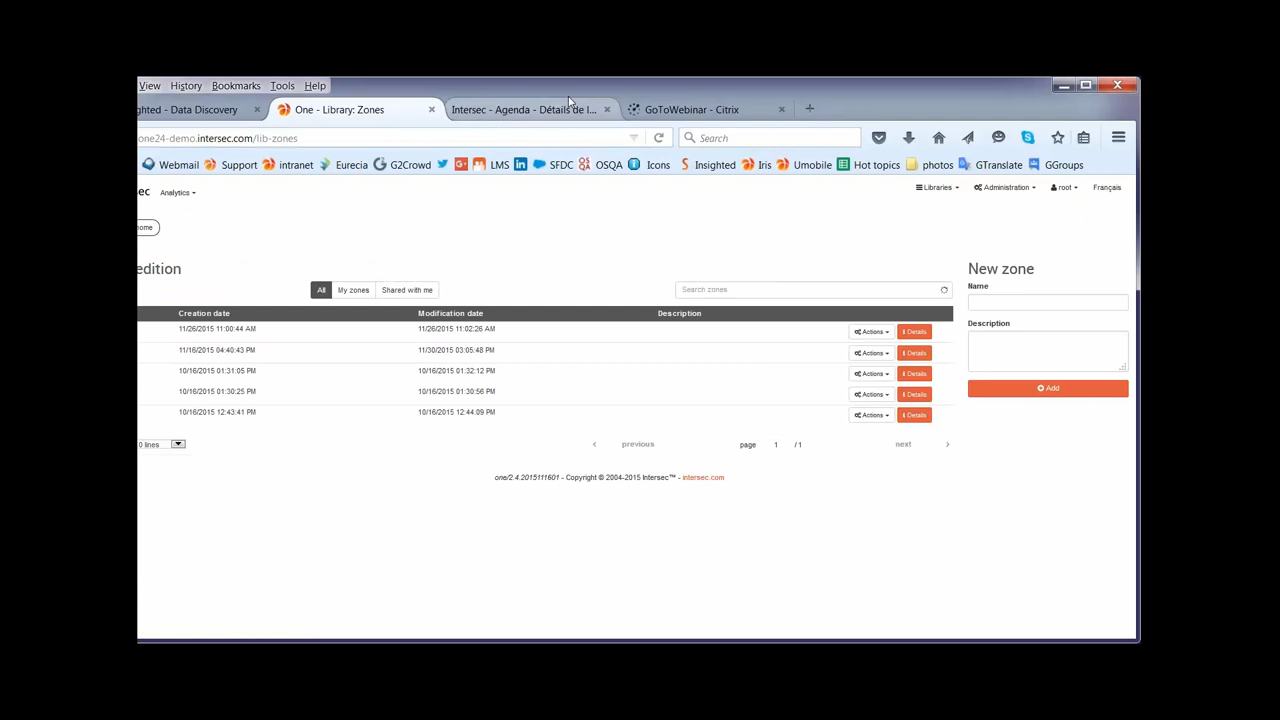 View History Bookmarks Tools Help
ghted - Data Discovery One - Library: Zones Intersec - Agenda - Détails de l... GoToWebinar - Citrix
one24-demo.intersec.com/lib-zones Search
Webmail Support intranet Eurecia G2Crowd LMS SFDC OSQA Icons Insighted Iris Umobile Hot topics photos GTranslate GGroups
sec Analytics Libraries Administration root Français
ome
edition New zone
All My zones Shared with me Search zones Name
Creation date Modification date Description
Description
11/26/2015 11:00:44 AM 11/26/2015 11:02:26 AM Actions Details
11/16/2015 04:40:43 PM 11/30/2015 03:05:48 PM Actions Details
10/16/2015 01:31:05 PM 10/16/2015 01:32:12 PM Actions Details
10/16/2015 01:30:25 PM 10/16/2015 01:30:56 PM Actions Details
10/16/2015 12:43:41 PM 10/16/2015 12:44:09 PM Actions Details
Add
0 lines previous page 1 / 1 next
one/2.4.2015111601 - Copyright © 2004-2015 Intersec™ - intersec.com